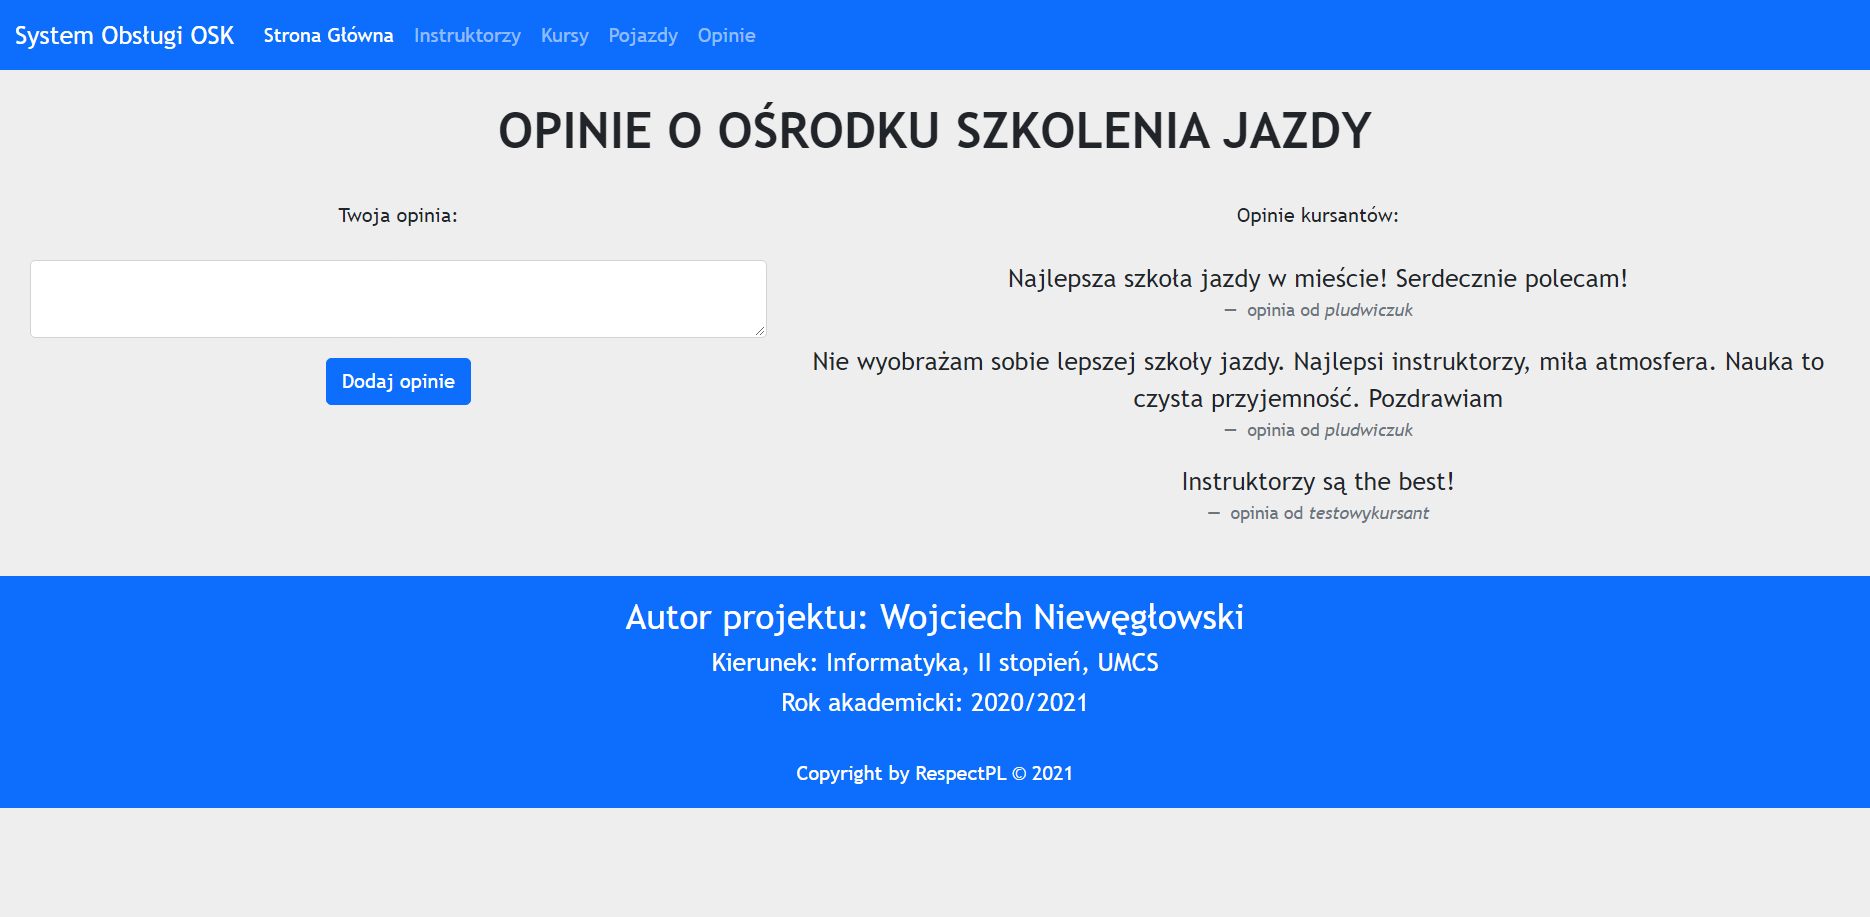 System Obsługi OSK Strona Główna Instruktorzy Kursy Pojazdy Opinie
OPINIE O OŚRODKU SZKOLENIA JAZDY
Twoja opinia:
Dodaj opinie
Opinie kursantów:
Najlepsza szkoła jazdy w mieście! Serdecznie polecam!
— opinia od pludwiczuk
Nie wyobrażam sobie lepszej szkoły jazdy. Najlepsi instruktorzy, miła atmosfera. Nauka to
czysta przyjemność. Pozdrawiam
— opinia od pludwiczuk
Instruktorzy są the best!
— opinia od testowykursant
Autor projektu: Wojciech Niewęgłowski
Kierunek: Informatyka, II stopień, UMCS
Rok akademicki: 2020/2021
Copyright by RespectPL © 2021